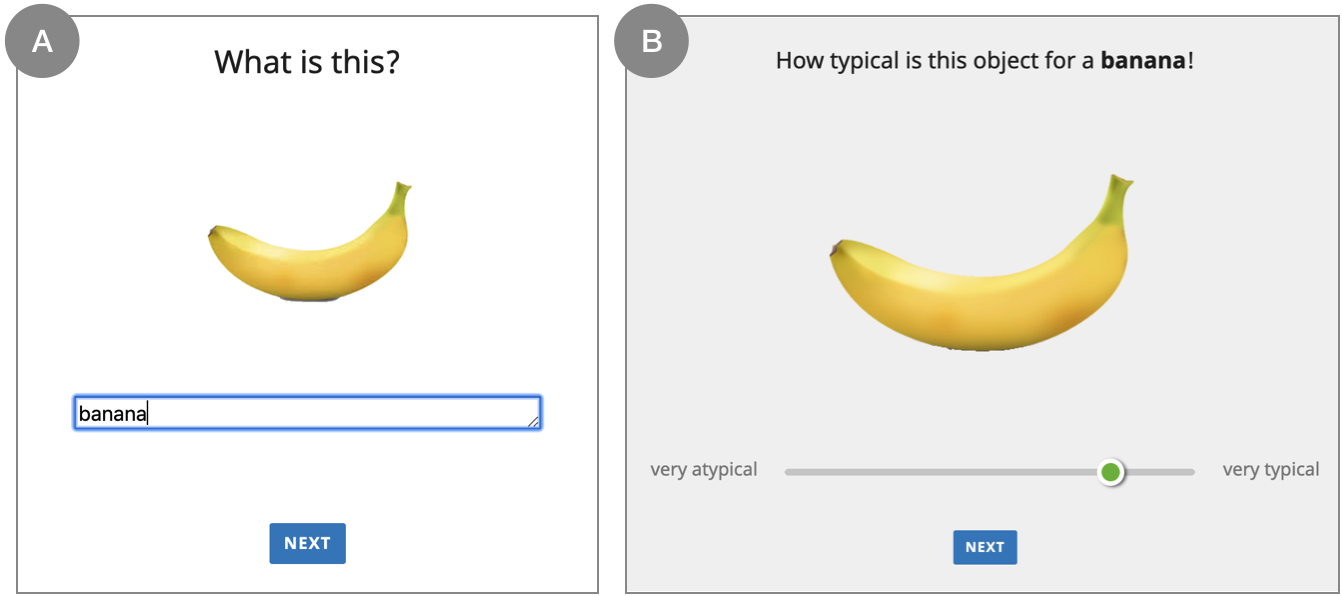 A
What is this?
banana
NEXT
B
How typical is this object for a banana!
very atypical
very typical
NEXT